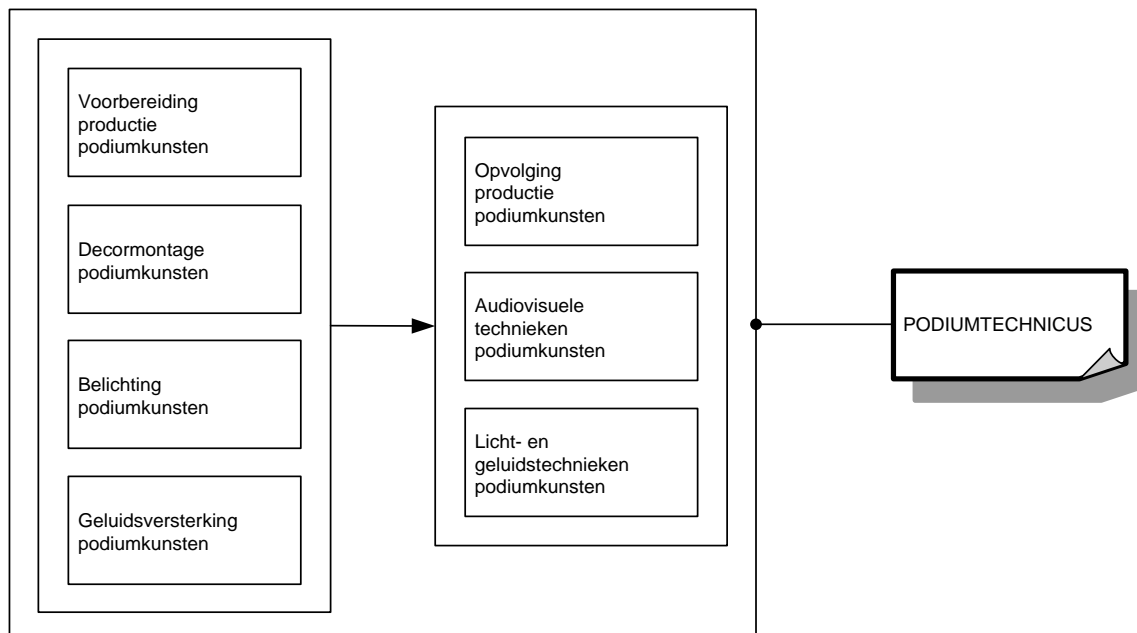 Voorbereiding
productie
podiumkunsten
Decormontage
podiumkunsten
Belichting
podiumkunsten
Geluidsversterking
podiumkunsten
Opvolging
productie
podiumkunsten
Audiovisuele
technieken
podiumkunsten
Licht- en
geluidstechnieken
podiumkunsten
PODIUMTECHNICUS